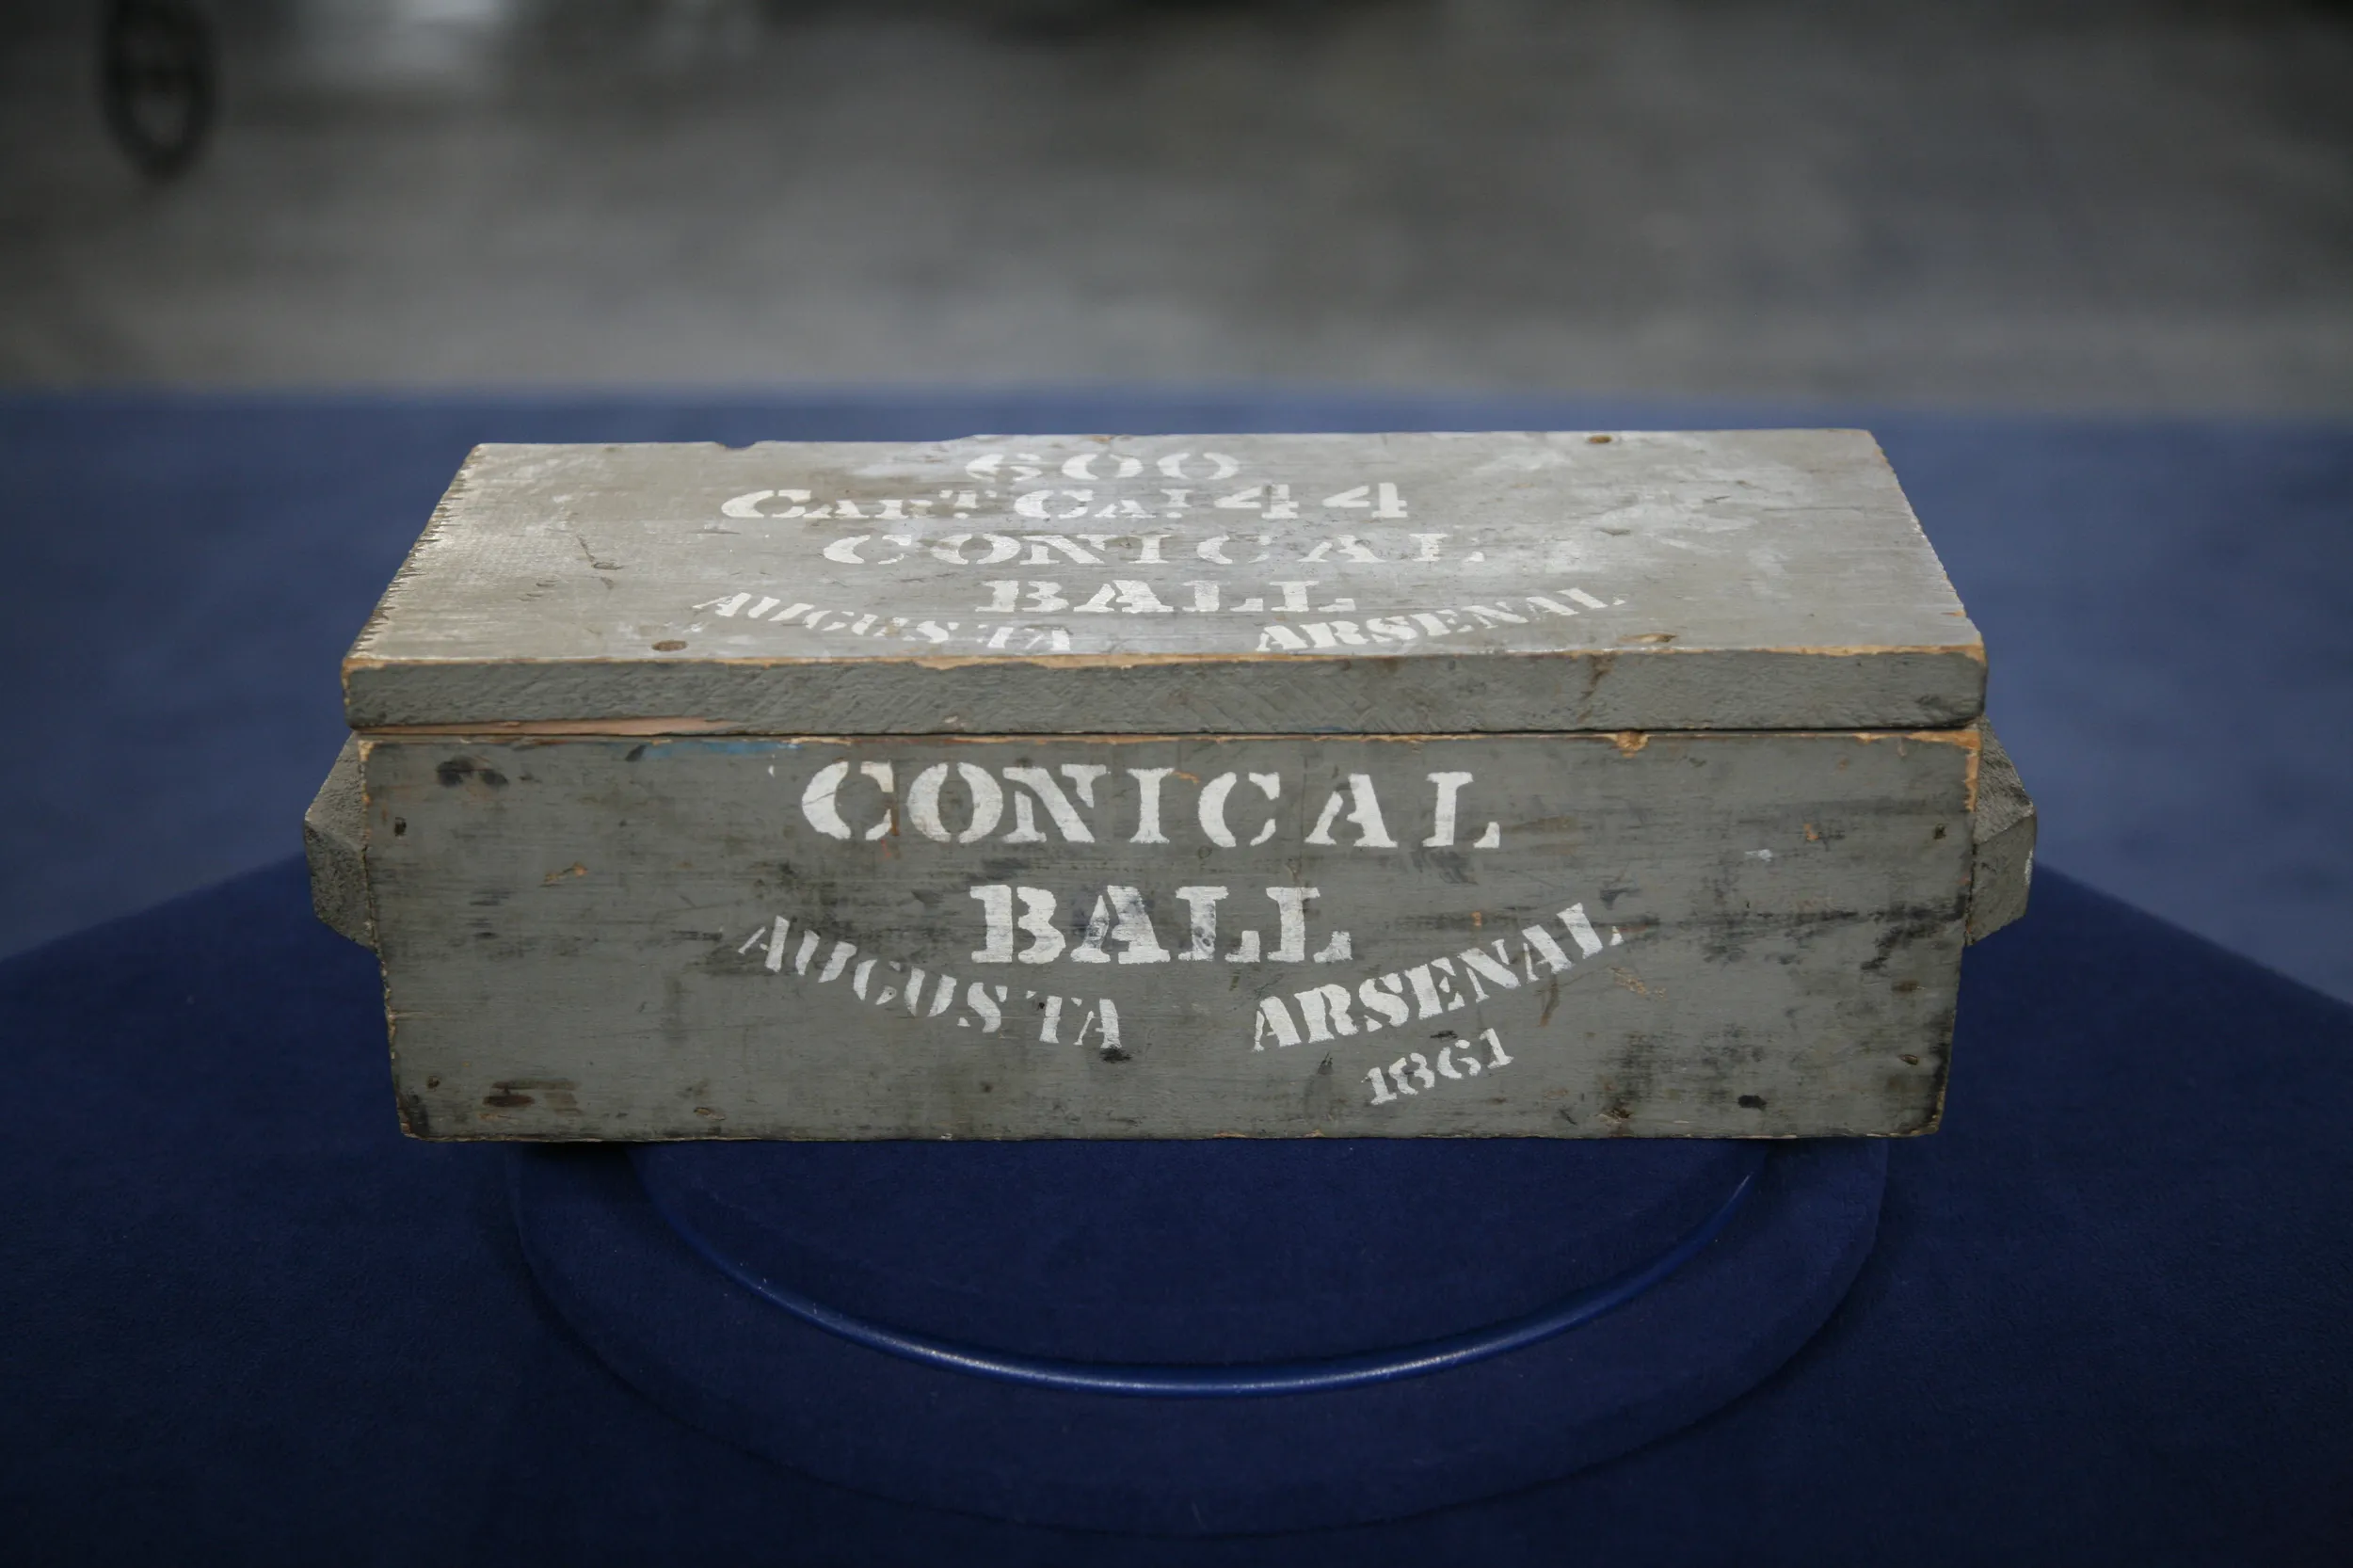 600
CART CAL 44
CONICAL
BALL
AUGUSTA ARSENAL
CONICAL
BALL
AUGUSTA ARSENAL
1861